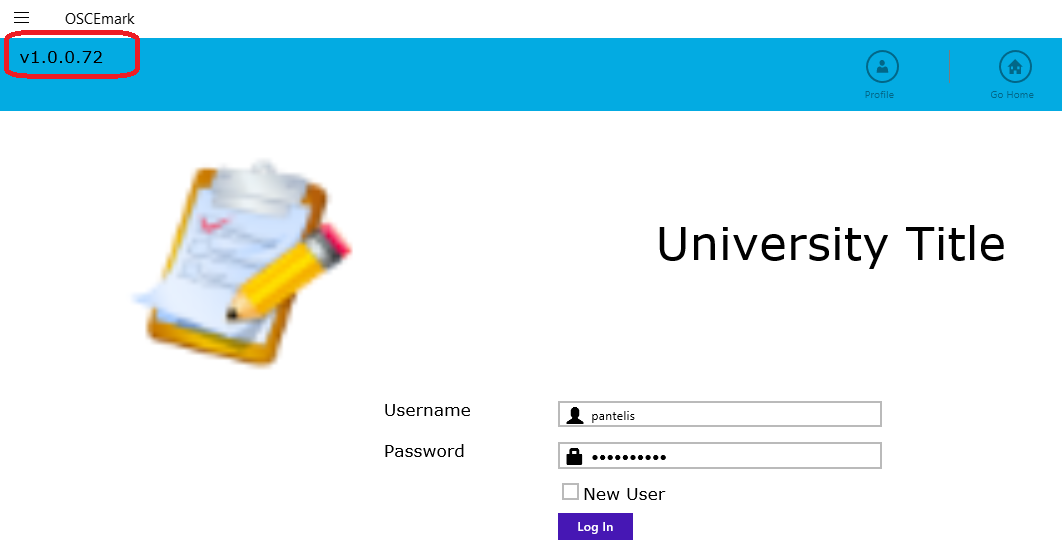 OSCEmark
v1.0.0.72
Profile
Go Home
University Title
Username
pantelis
Password
••••••••••
New User
Log In